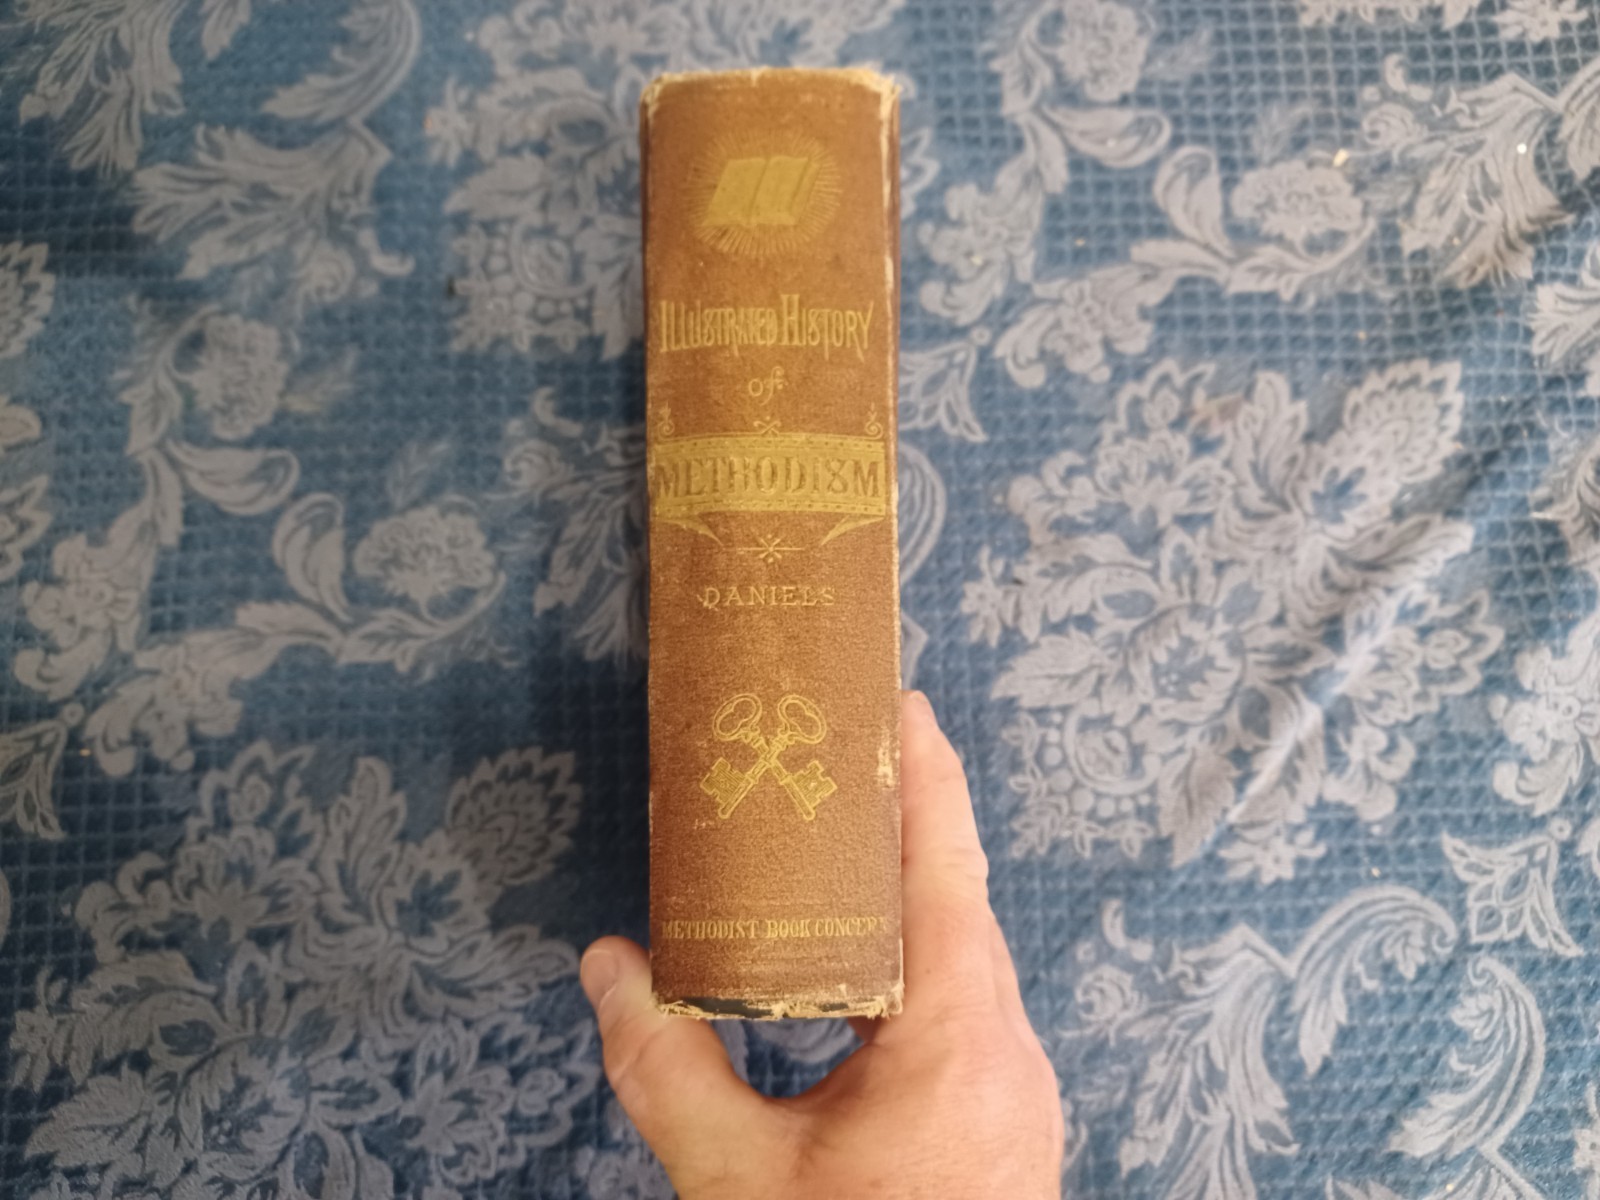 ILLUSTRATED HISTORY
of
METHODISM
DANIELS
METHODIST BOOK CONCERN